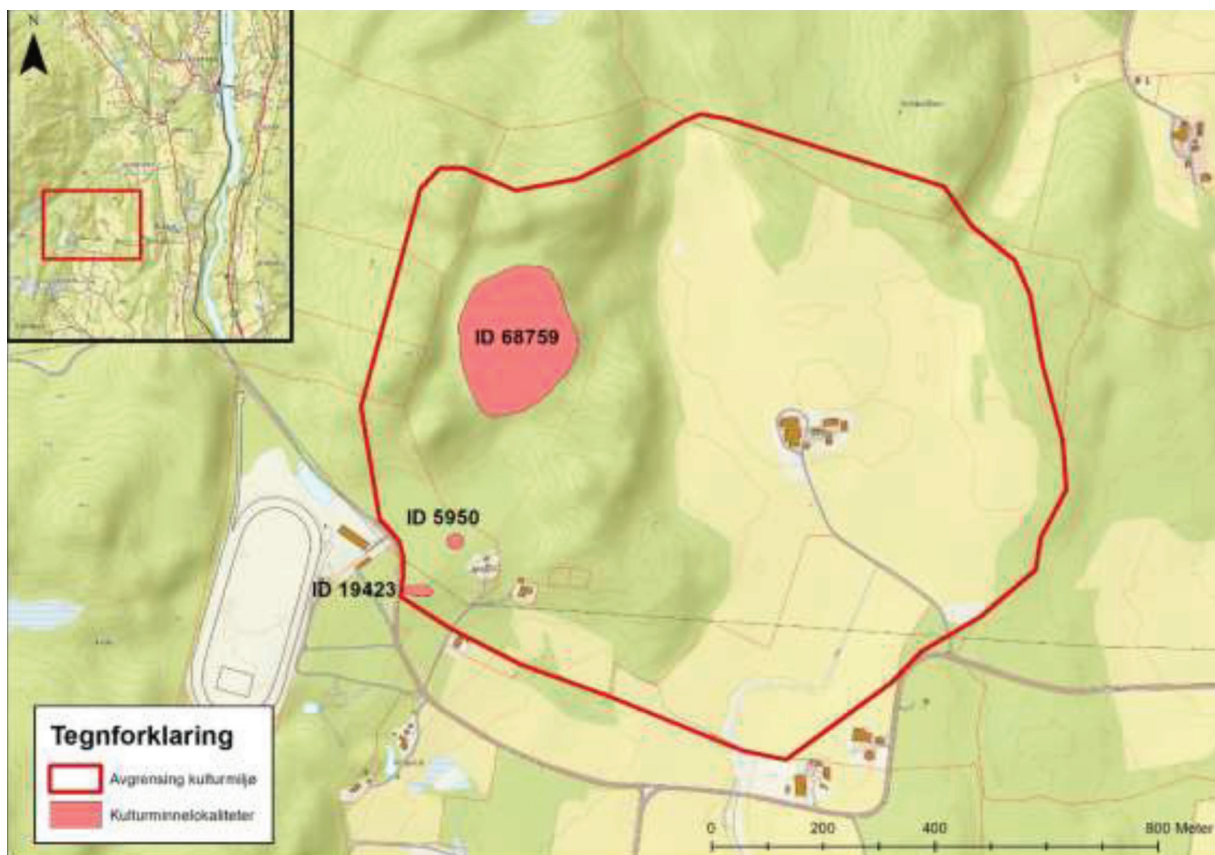 N
ID 68759
ID 5950
ID 19423
Tegnforklaring
Avgrensing kulturmiljø
Kulturminnelokaliteter
0 200 400 800 Meter